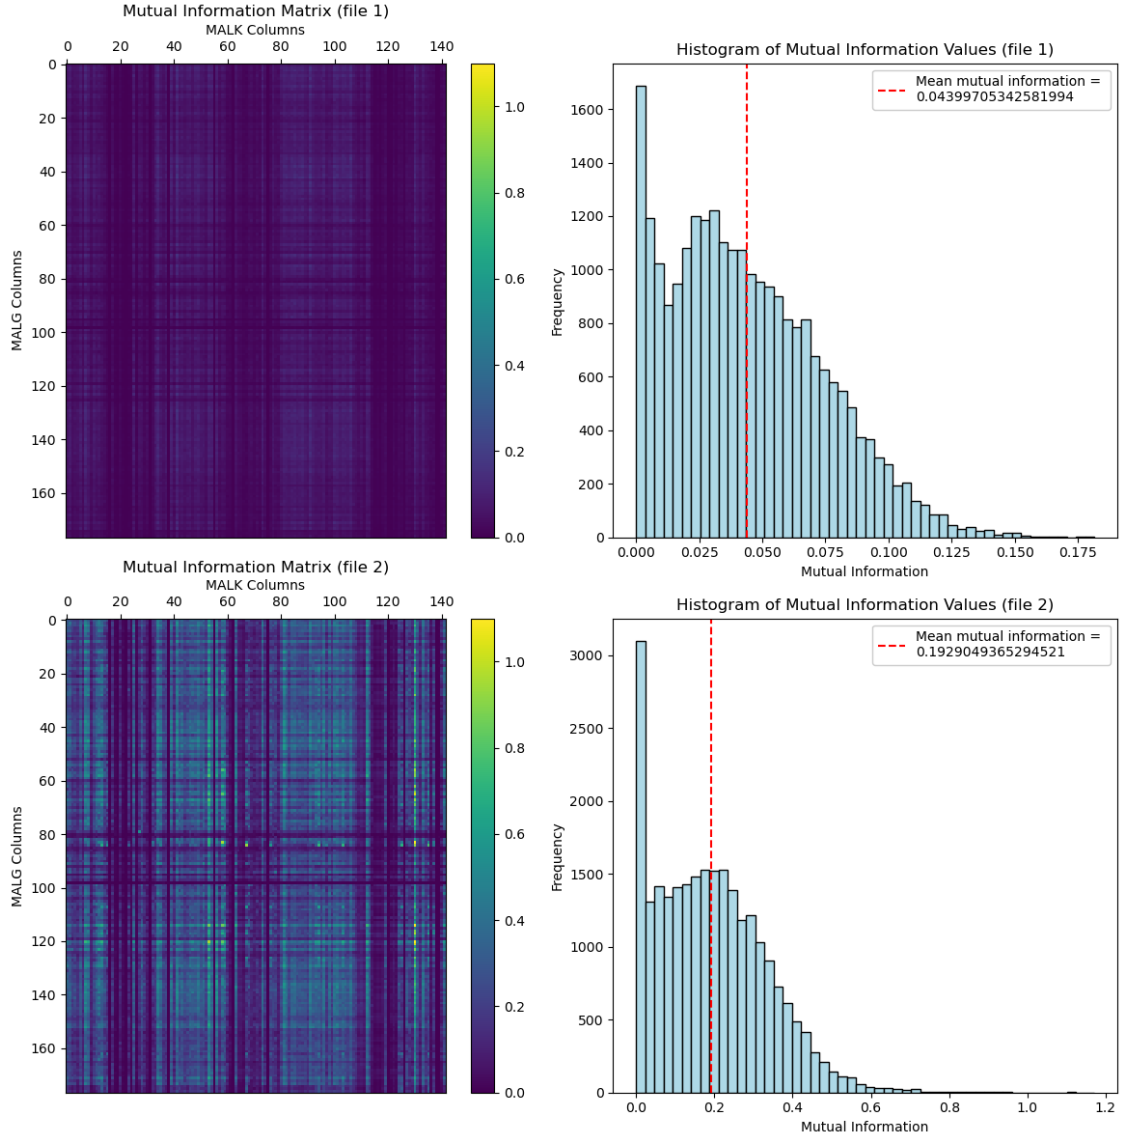 Mutual Information Matrix (file 1)
MALK Columns
0 20 40 60 80 100 120 140
0
20
40
60
80
100
120
140
160
MALG Columns
1.0
0.8
0.6
0.4
0.2
0.0
Histogram of Mutual Information Values (file 1)
Mean mutual information =
0.04399705342581994
1600
1400
1200
1000
800
600
400
200
0
Frequency
0.000 0.025 0.050 0.075 0.100 0.125 0.150 0.175
Mutual Information
Mutual Information Matrix (file 2)
MALK Columns
0 20 40 60 80 100 120 140
0
20
40
60
80
100
120
140
160
MALG Columns
1.0
0.8
0.6
0.4
0.2
0.0
Histogram of Mutual Information Values (file 2)
Mean mutual information =
0.1929049365294521
3000
2500
2000
1500
1000
500
0
Frequency
0.0 0.2 0.4 0.6 0.8 1.0 1.2
Mutual Information